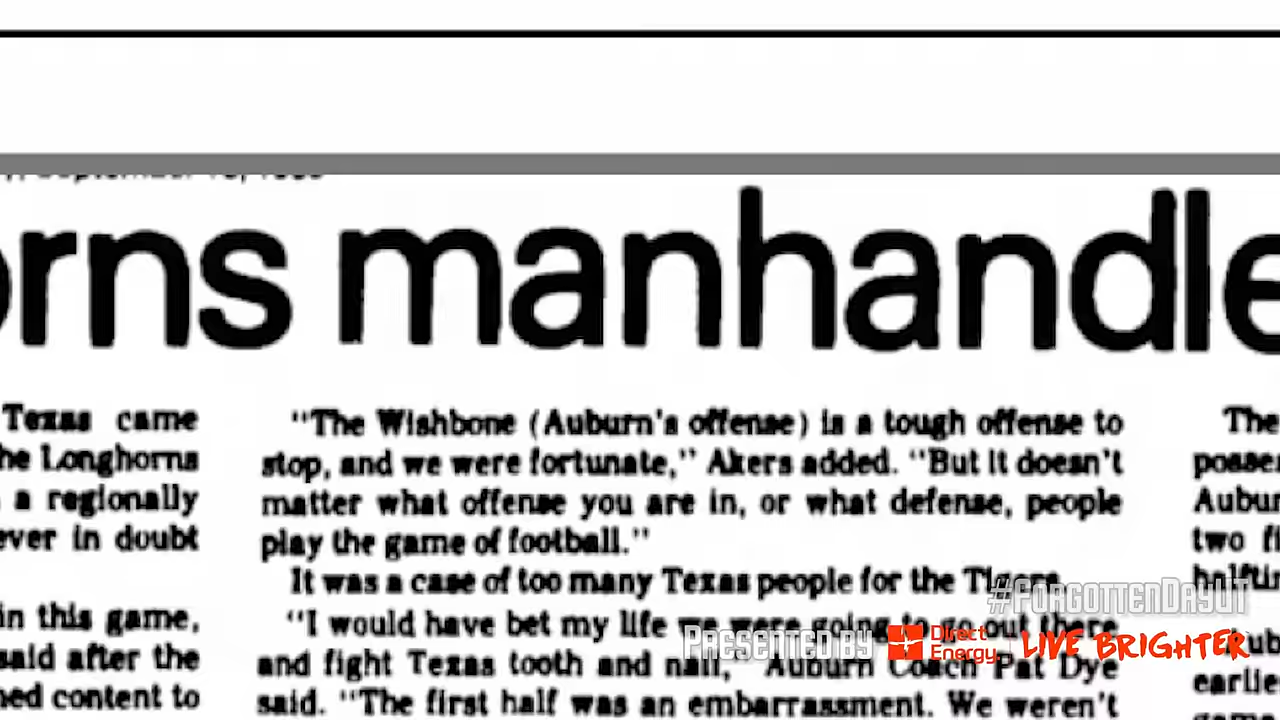 orns manhandle
Texas came
he Longhorns
a regionally
ever in doubt
in this game,
said after the
ned content to
"The Wishbone (Auburn's offense) is a tough offense to
stop, and we were fortunate," Akers added. "But it doesn't
matter what offense you are in, or what defense, people
play the game of football."
It was a case of too many Texas people for the Tigers.
"I would have bet my life we were going to go out there
and fight Texas tooth and nail," Auburn Coach Pat Dye
said. "The first half was an embarrassment. We weren't
The
posses
Aubur
two fi
halftin
earlie
#ForgottenDayUT
Presented by Direct Energy Live Brighter